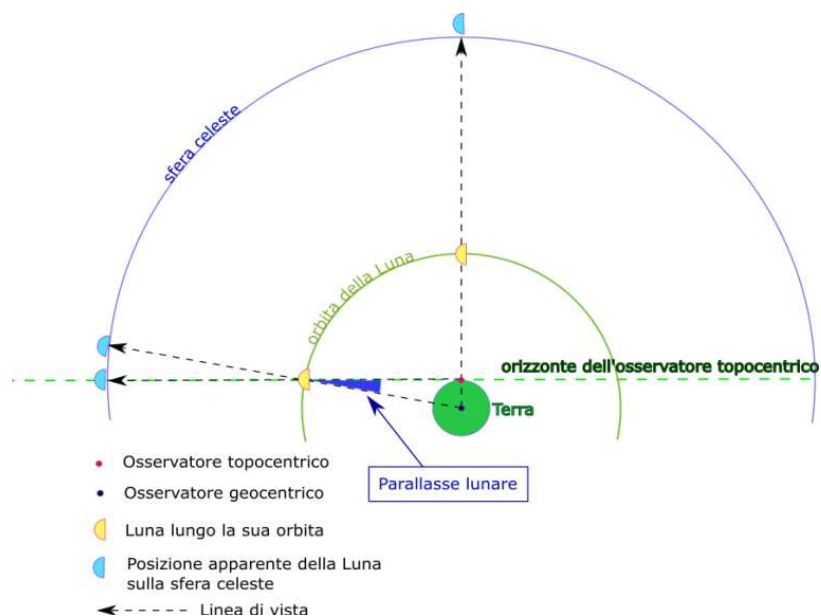 sfera celeste
orbita della Luna
orizzonte dell'osservatore topocentrico
Terra
Parallasse lunare
Osservatore topocentrico
Osservatore geocentrico
Luna lungo la sua orbita
Posizione apparente della Luna
sulla sfera celeste
Linea di vista